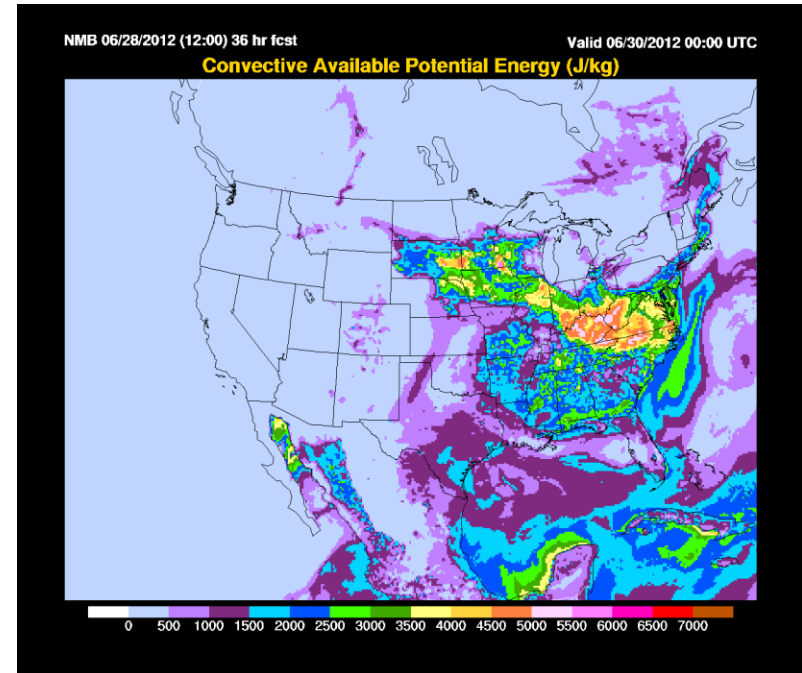 NMB 06/28/2012 (12:00) 36 hr fcst
Valid 06/30/2012 00:00 UTC
Convective Available Potential Energy (J/kg)
0 500 1000 1500 2000 2500 3000 3500 4000 4500 5000 5500 6000 6500 7000